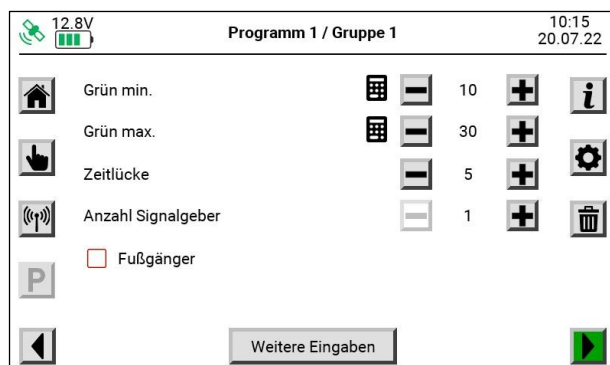 12.8V
Programm 1 / Gruppe 1
10:15
20.07.22
Grün min.
10
Grün max.
30
Zeitlücke
5
Anzahl Signalgeber
1
Fußgänger
P
Weitere Eingaben